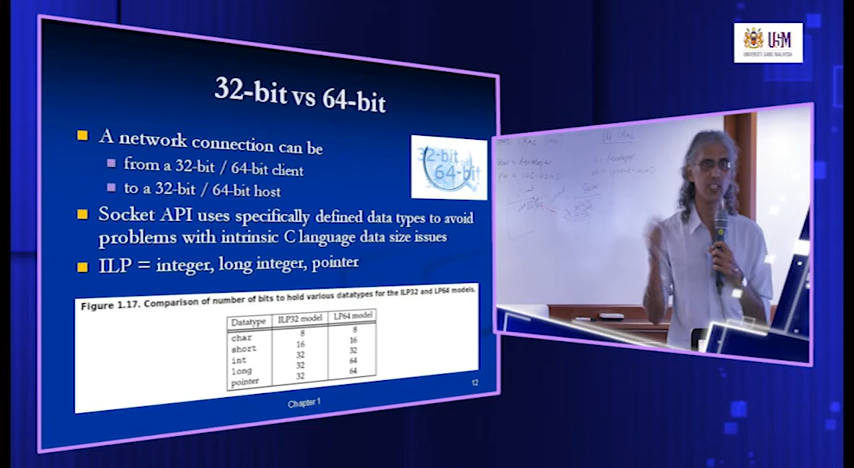 USM
UNIVERSITI SAINS MALAYSIA
32-bit vs 64-bit
A network connection can be
from a 32-bit / 64-bit client
to a 32-bit / 64-bit host
32-bit
64-bit
Socket API uses specifically defined data types to avoid
problems with intrinsic C language data size issues
ILP = integer, long integer, pointer
Figure 1.17. Comparison of number of bits to hold various datatypes for the ILP32 and LP64 models.
Datatype ILP32 model LP64 model
char 8 8
short 16 16
int 32 32
long 32 64
pointer 32 64
Chapter 1
12